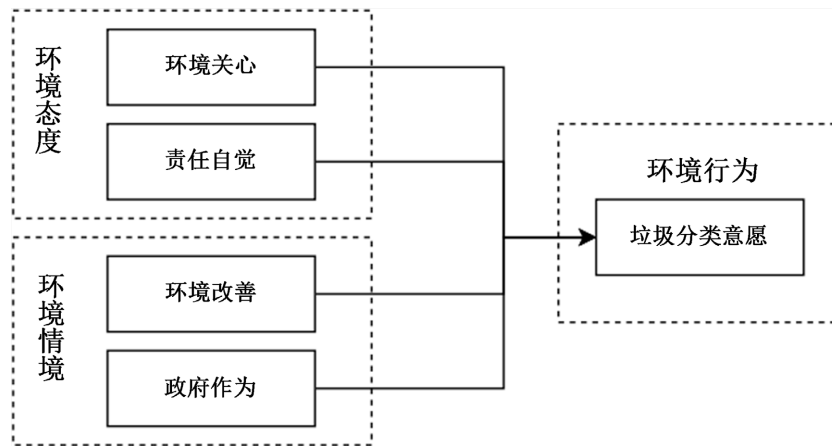 环境态度
环境关心
责任自觉
环境情境
环境改善
政府作为
环境行为
垃圾分类意愿